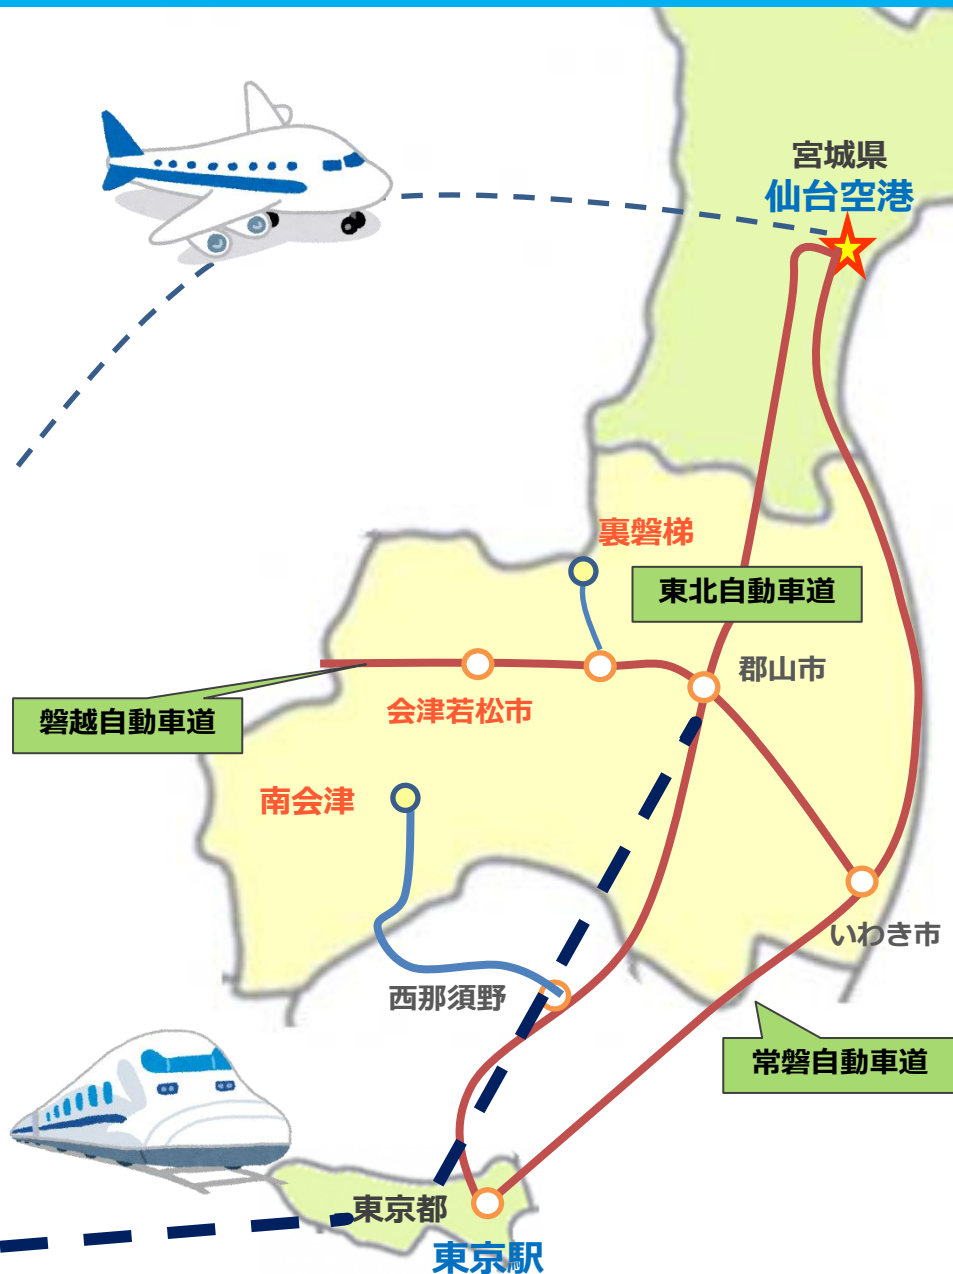 宮城県
仙台空港
裏磐梯
東北自動車道
郡山市
磐越自動車道
会津若松市
南会津
いわき市
西那須野
常磐自動車道
東京都
東京駅